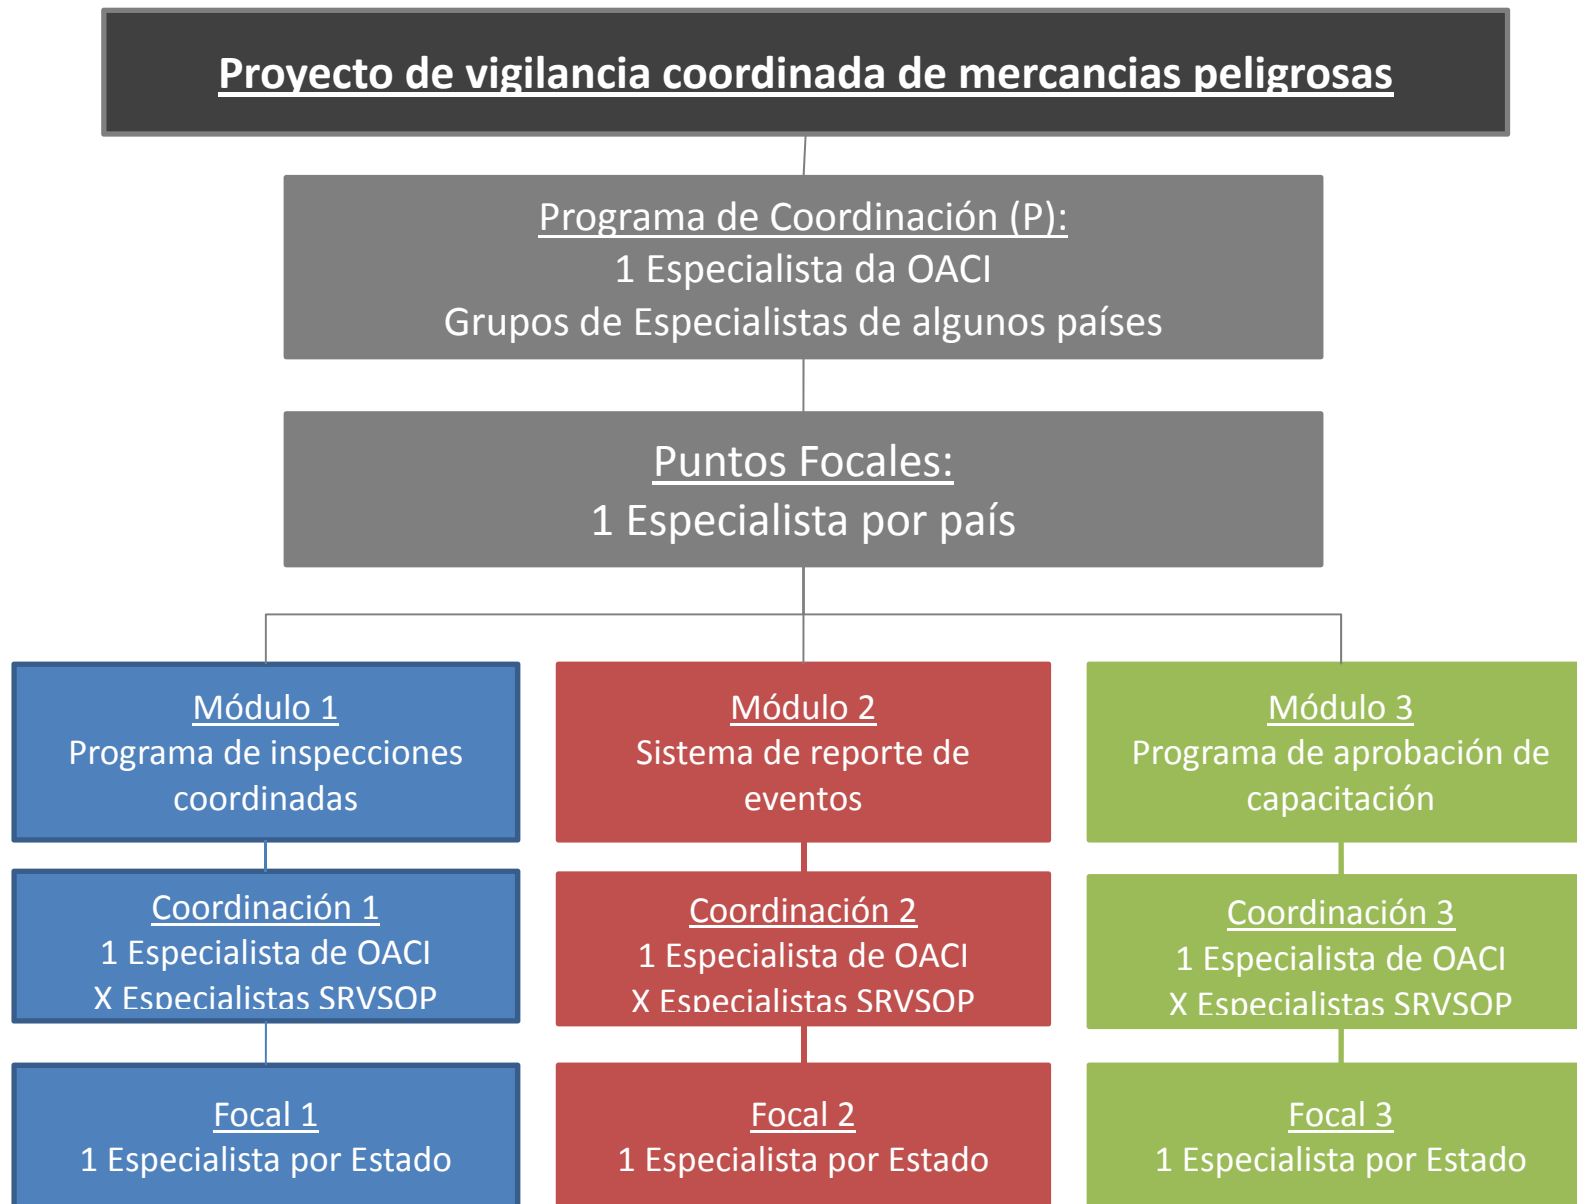 Proyecto de vigilancia coordinada de mercancias peligrosas
Programa de Coordinación (P):
1 Especialista da OACI
Grupos de Especialistas de algunos países
Puntos Focales:
1 Especialista por país
Módulo 1
Programa de inspecciones
coordinadas
Módulo 2
Sistema de reporte de
eventos
Módulo 3
Programa de aprobación de
capacitación
Coordinación 1
1 Especialista de OACI
X Especialistas SRVSOP
Coordinación 2
1 Especialista de OACI
X Especialistas SRVSOP
Coordinación 3
1 Especialista de OACI
X Especialistas SRVSOP
Focal 1
1 Especialista por Estado
Focal 2
1 Especialista por Estado
Focal 3
1 Especialista por Estado